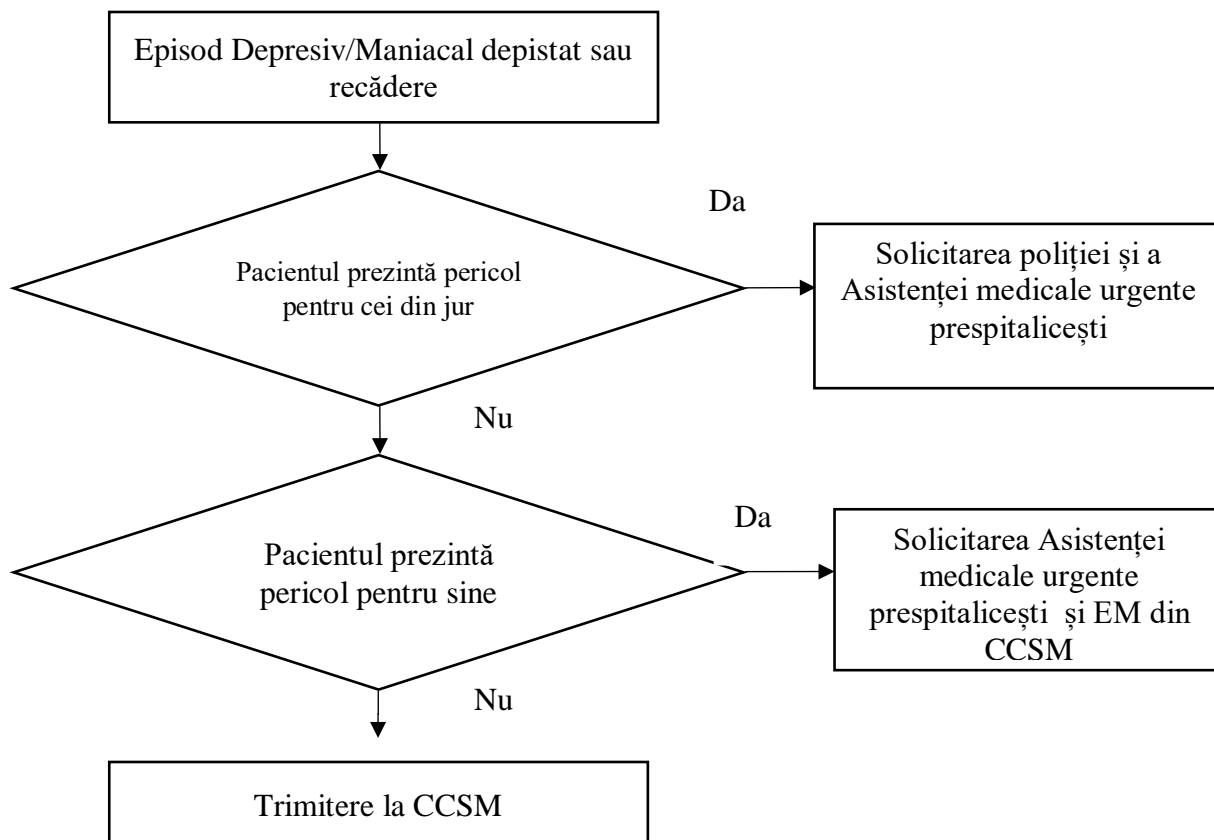 Episod Depresiv/Maniacal depistat sau
recădere
Da
Pacientul prezintă pericol
pentru cei din jur
Solicitarea poliției și a
Asistenței medicale urgente
prespitalicești
Nu
Da
Pacientul prezintă
pericol pentru sine
Solicitarea Asistenței
medicale urgente
prespitalicești și EM din
CCSM
Nu
Trimitere la CCSM